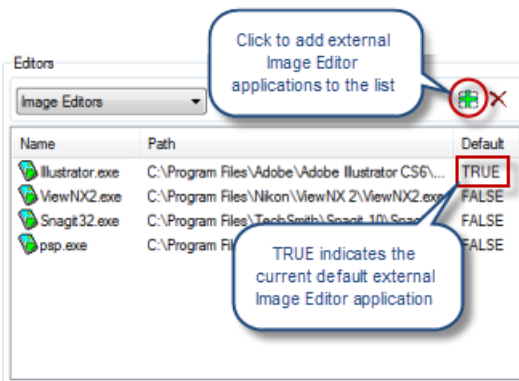 Click to add external
Image Editor
applications to the list
Editors
Image Editors
Name Path Default
Illustrator.exe C:\Program Files\Adobe\Adobe Illustrator CS6\... TRUE
ViewNX2.exe C:\Program Files\Nikon\ViewNX 2\ViewNX2.exe FALSE
Snagit32.exe C:\Program Files\TechSmith\Snagit 10\Snag FALSE
psp.exe C:\Program Fil FALSE
TRUE indicates the
current default external
Image Editor application